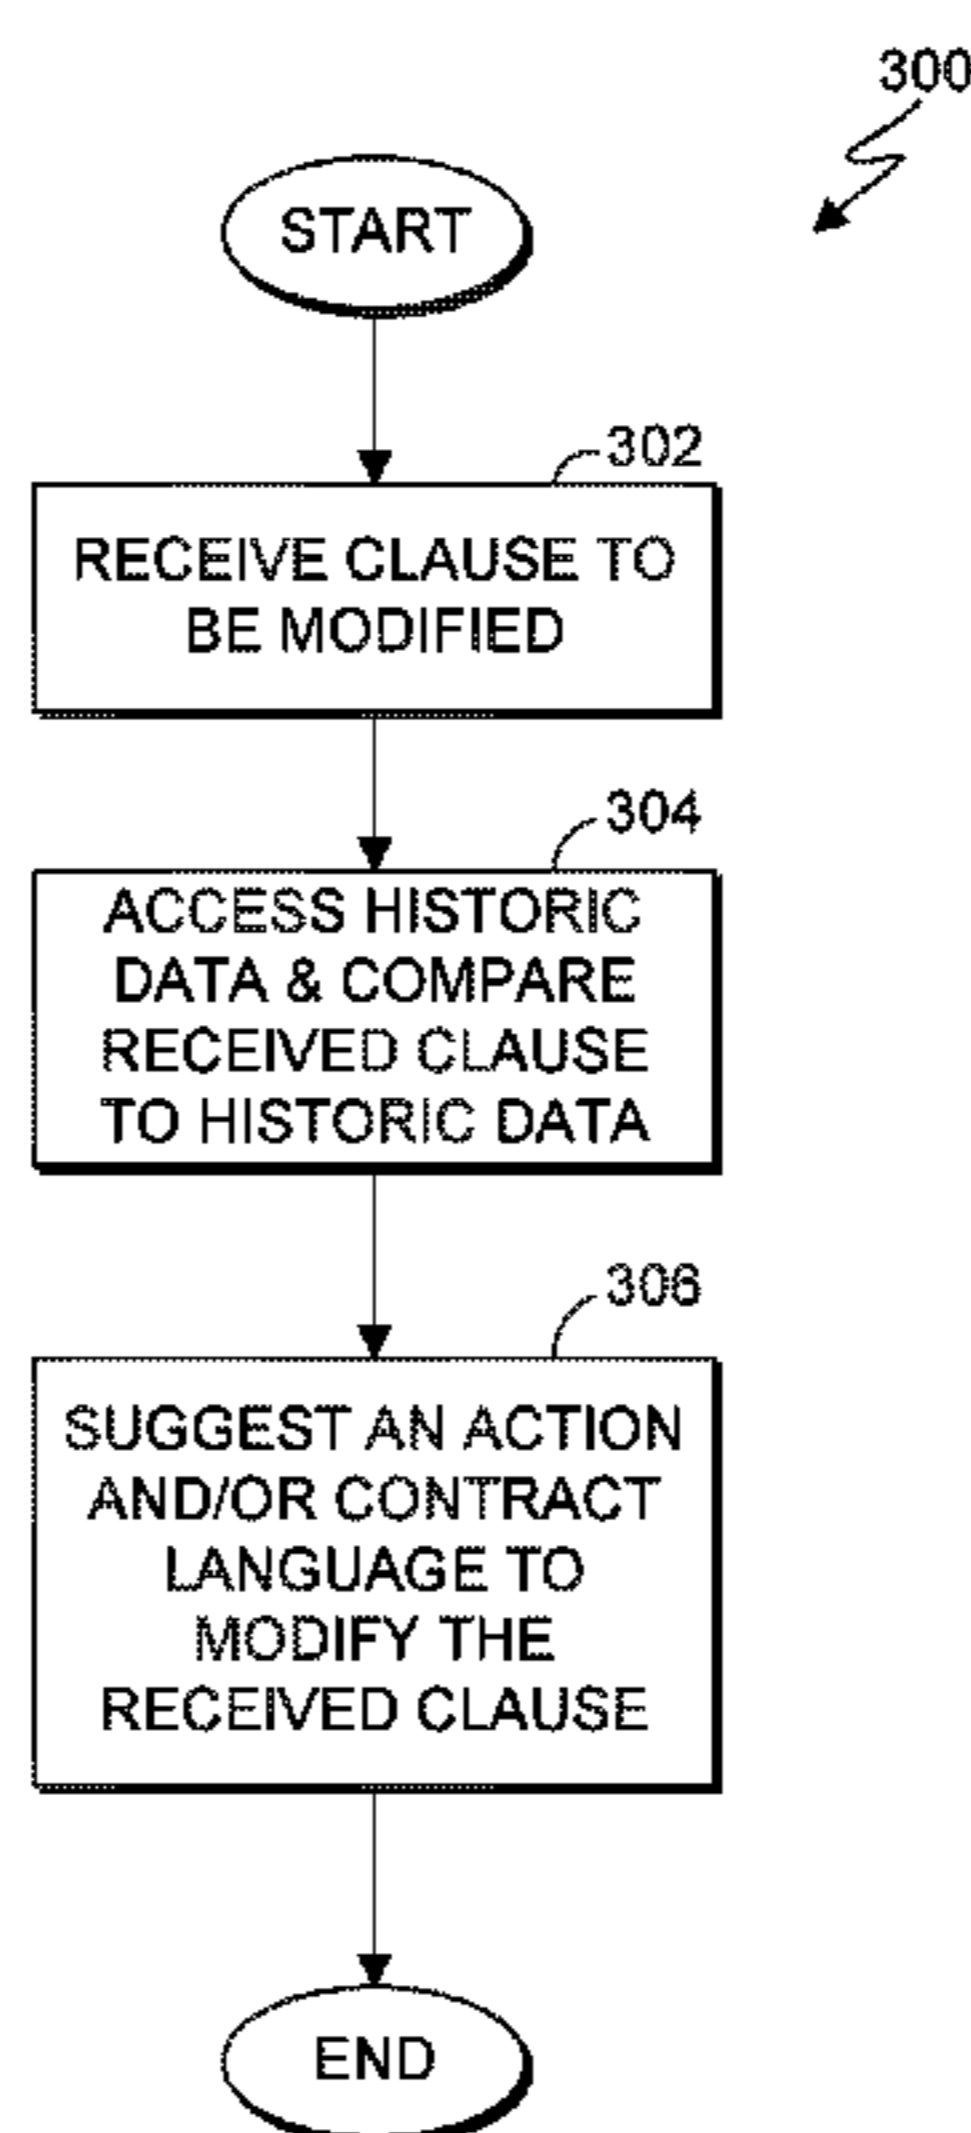 300
START
302
RECEIVE CLAUSE TO
BE MODIFIED
304
ACCESS HISTORIC
DATA & COMPARE
RECEIVED CLAUSE
TO HISTORIC DATA
306
SUGGEST AN ACTION
AND/OR CONTRACT
LANGUAGE TO
MODIFY THE
RECEIVED CLAUSE
END